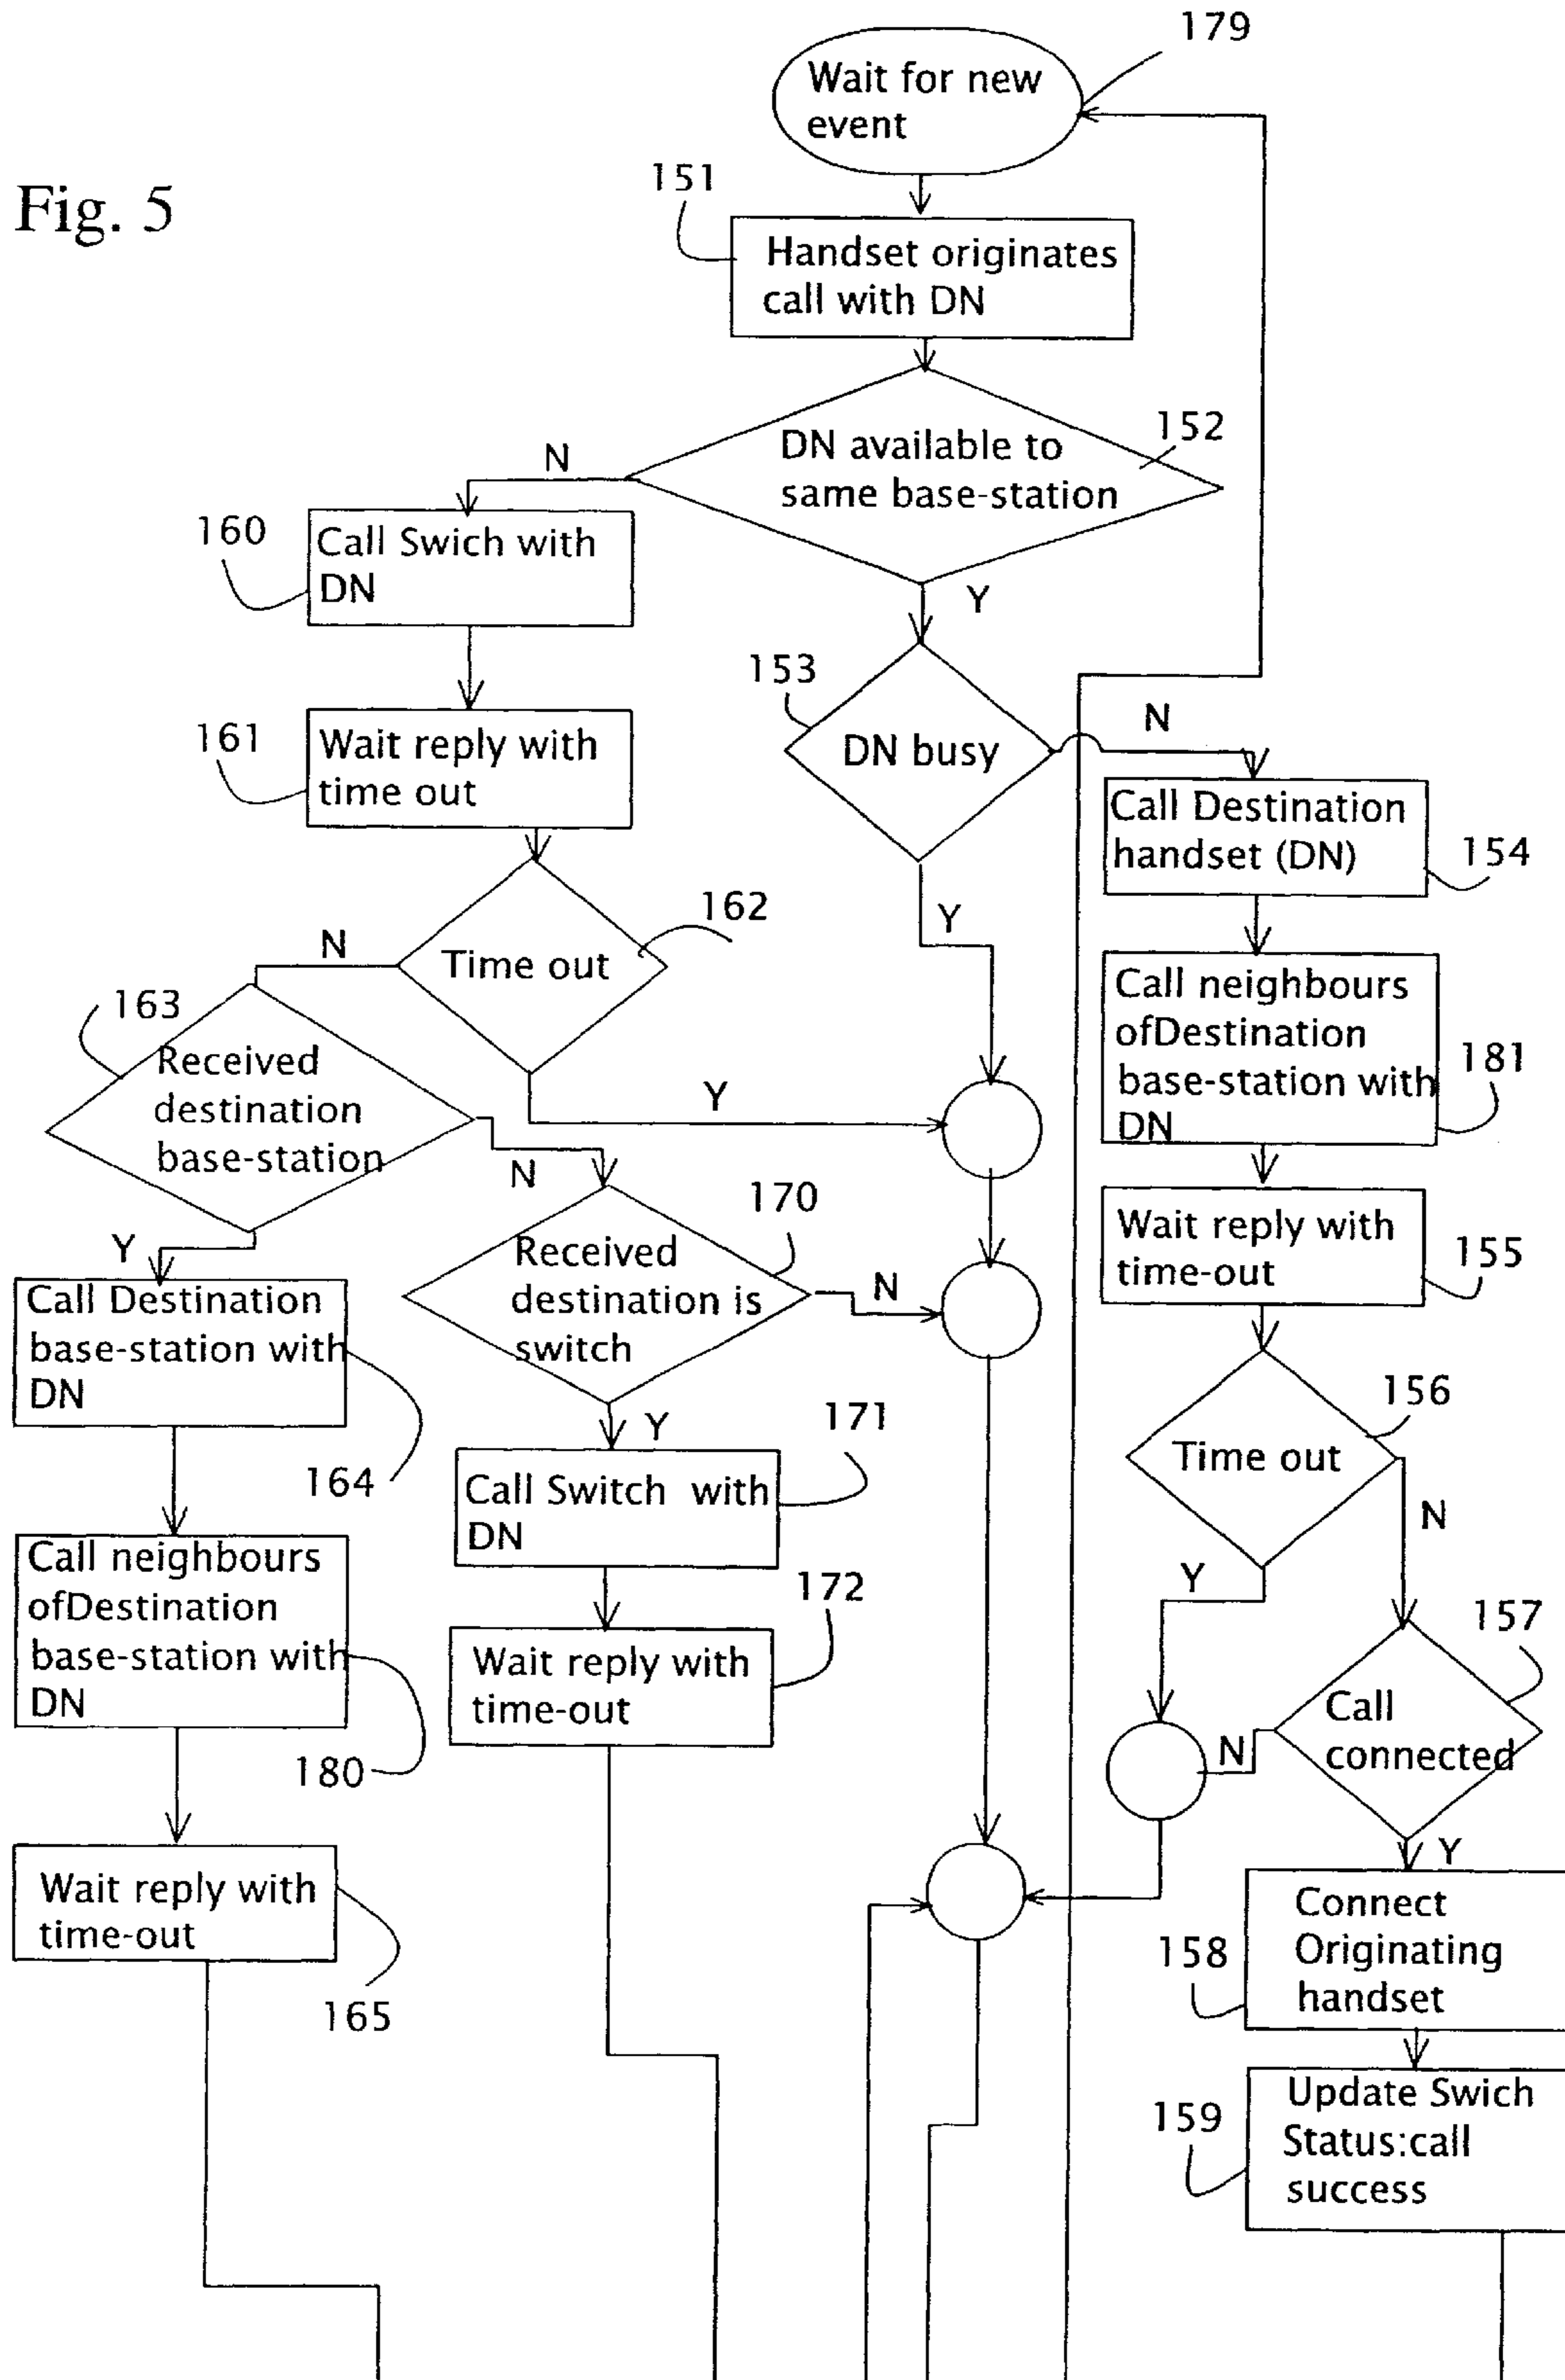 Fig. 5
179
Wait for new
event
151
Handset originates
call with DN
152
DN available to
same base-station
N
Y
160
Call Swich with
DN
153
DN busy
N
Y
161
Wait reply with
time out
154
Call Destination
handset (DN)
162
Time out
N
Y
163
Received
destination
base-station
N
Y
181
Call neighbours
ofDestination
base-station with
DN
170
Received
destination is
switch
N
Y
155
Wait reply with
time-out
164
Call Destination
base-station with
DN
156
Time out
N
Y
171
Call Switch with
DN
180
Call neighbours
ofDestination
base-station with
DN
172
Wait reply with
time-out
157
Call
connected
N
Y
165
Wait reply with
time-out
158
Connect
Originating
handset
159
Update Swich
Status:call
success